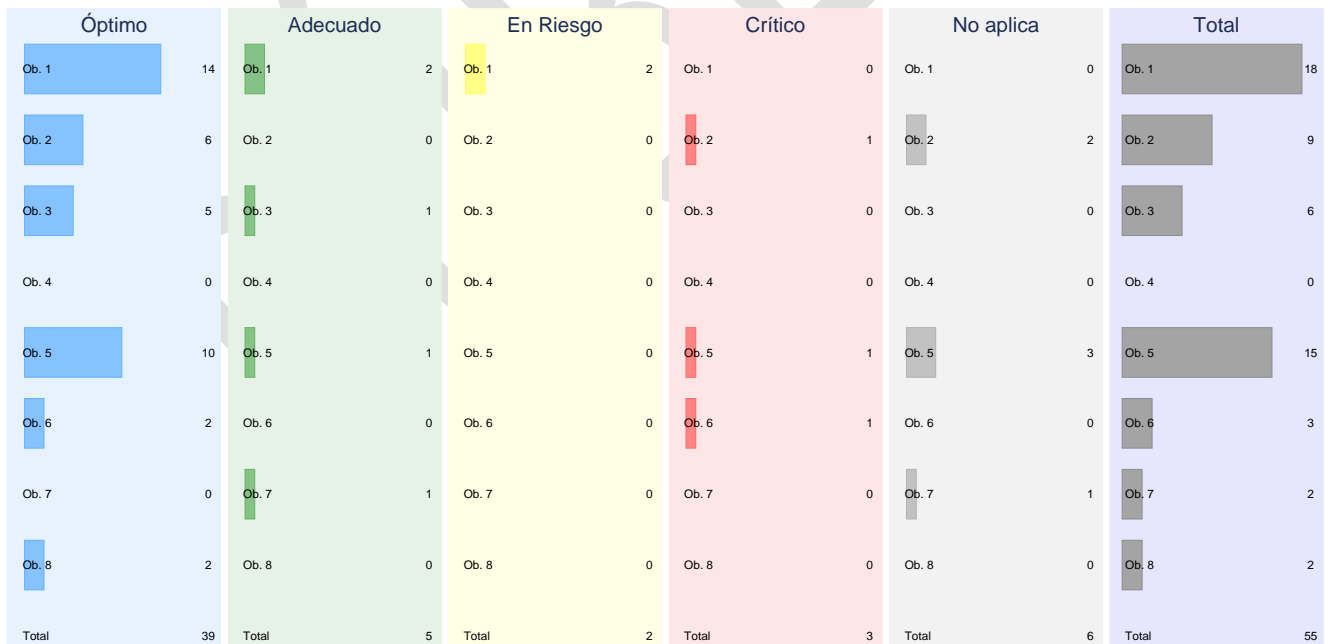 Óptimo Adecuado En Riesgo Crítico No aplica Total
Ob. 1 14 Ob. 1 2 Ob. 1 2 Ob. 1 0 Ob. 1 0 Ob. 1 18
Ob. 2 6 Ob. 2 0 Ob. 2 0 Ob. 2 1 Ob. 2 2 Ob. 2 9
Ob. 3 5 Ob. 3 1 Ob. 3 0 Ob. 3 0 Ob. 3 0 Ob. 3 6
Ob. 4 0 Ob. 4 0 Ob. 4 0 Ob. 4 0 Ob. 4 0 Ob. 4 0
Ob. 5 10 Ob. 5 1 Ob. 5 0 Ob. 5 1 Ob. 5 3 Ob. 5 15
Ob. 6 2 Ob. 6 0 Ob. 6 0 Ob. 6 1 Ob. 6 0 Ob. 6 3
Ob. 7 0 Ob. 7 1 Ob. 7 0 Ob. 7 0 Ob. 7 1 Ob. 7 2
Ob. 8 2 Ob. 8 0 Ob. 8 0 Ob. 8 0 Ob. 8 0 Ob. 8 2
Total 39 Total 5 Total 2 Total 3 Total 6 Total 55